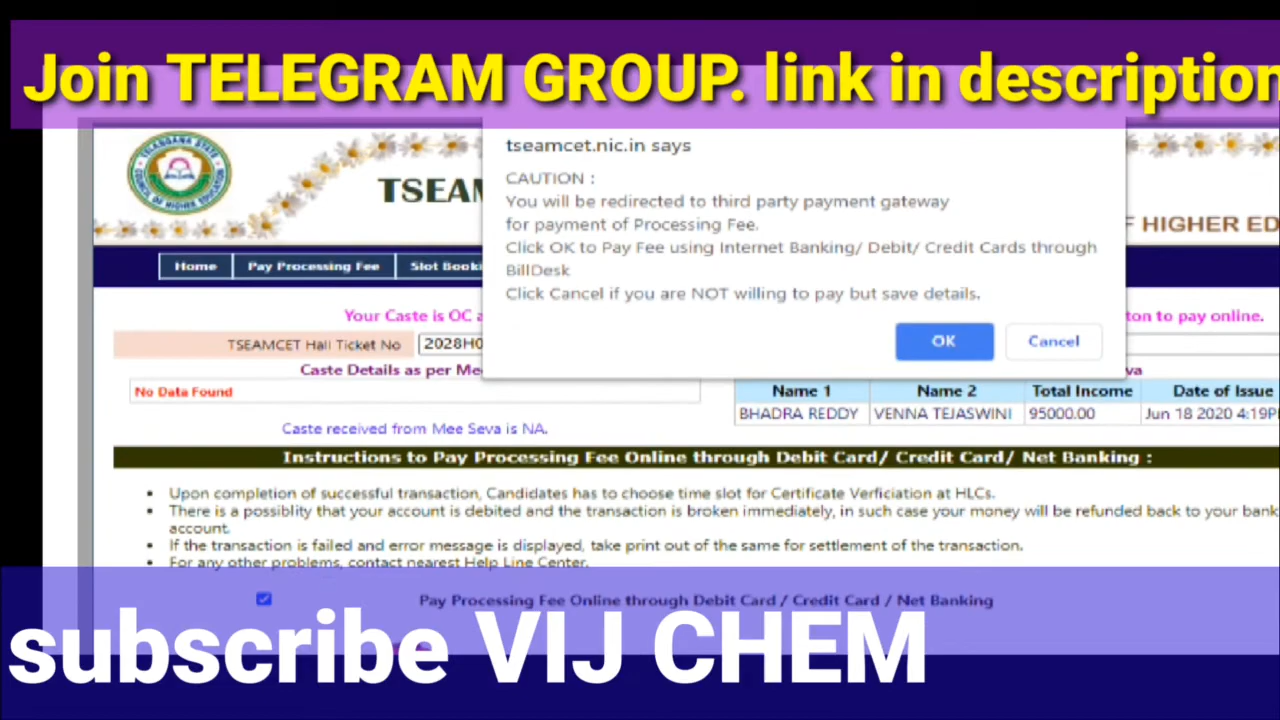 Join TELEGRAM GROUP. link in description
TELANGANA STATE
COUNCIL OF HIGHER EDUCATION
TSEAM
F HIGHER ED
tseamcet.nic.in says
CAUTION :
You will be redirected to third party payment gateway
for payment of Processing Fee.
Click OK to Pay Fee using Internet Banking/ Debit/ Credit Cards through
BillDesk
Click Cancel if you are NOT willing to pay but save details.
OK Cancel
Home Pay Processing Fee Slot Booki
Your Caste is OC a ton to pay online.
TSEAMCET Hall Ticket No 2028H0
Caste Details as per Me va
No Data Found
Name 1 Name 2 Total Income Date of Issue
BHADRA REDDY VENNA TEJASWINI 95000.00 Jun 18 2020 4:19P
Caste received from Mee Seva is NA.
Instructions to Pay Processing Fee Online through Debit Card/ Credit Card/ Net Banking :
Upon completion of successful transaction, Candidates has to choose time slot for Certificate Verficiation at HLCs.
There is a possiblity that your account is debited and the transaction is broken immediately, in such case your money will be refunded back to your bank
account.
If the transaction is failed and error message is displayed, take print out of the same for settlement of the transaction.
For any other problems, contact nearest Help Line Center.
Pay Processing Fee Online through Debit Card / Credit Card / Net Banking
subscribe VIJ CHEM